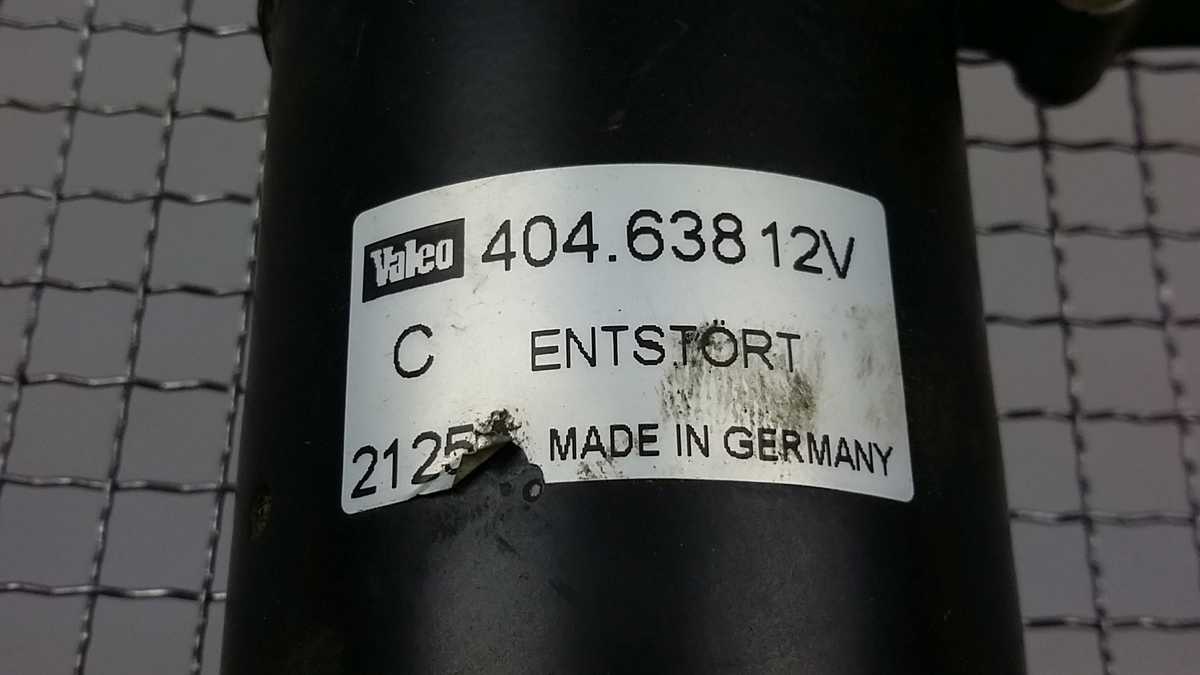 Valeo 404.638 12V
C ENTSTÖRT
2125 MADE IN GERMANY